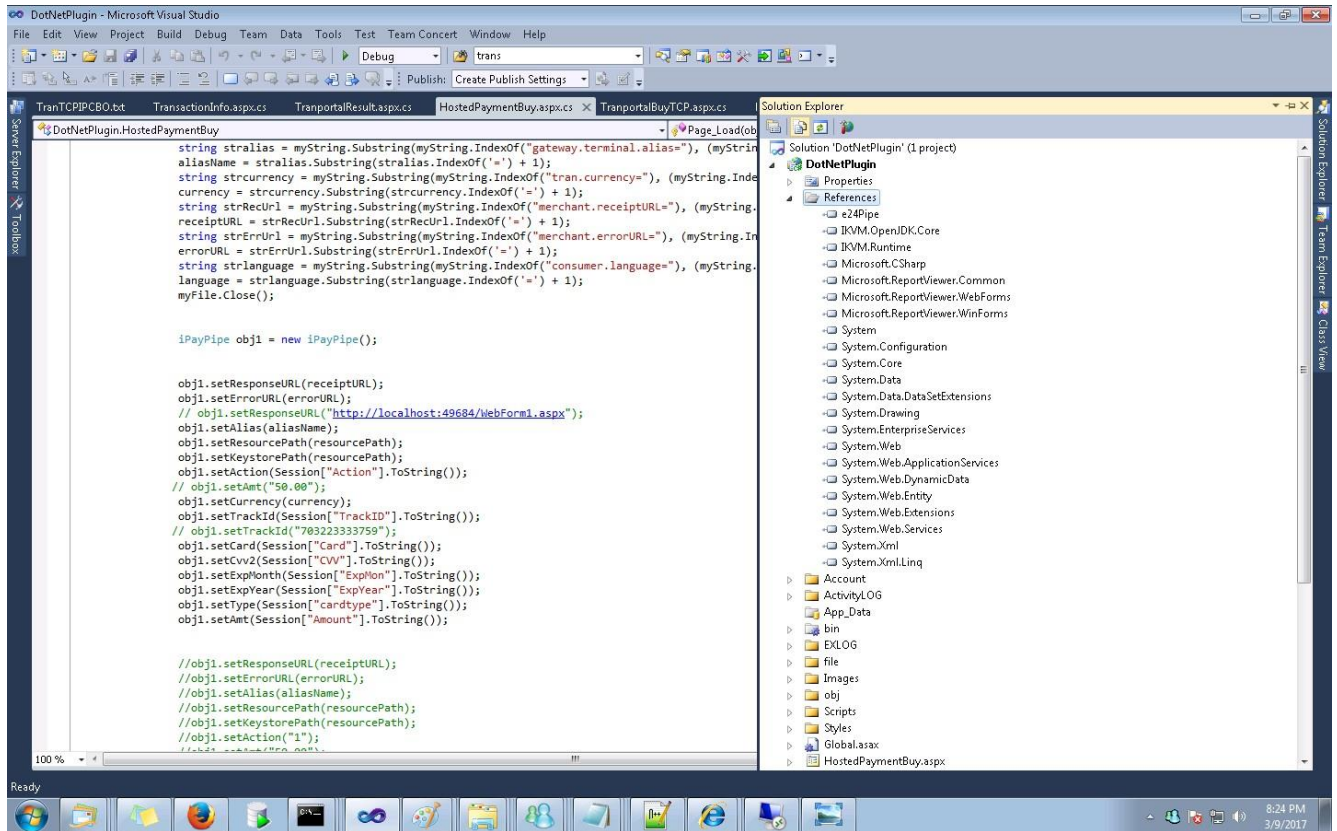 DotNetPlugin - Microsoft Visual Studio
File Edit View Project Build Debug Team Data Tools Test Team Concert Window Help
Debug trans
Publish: Create Publish Settings
TranTCPIPCBO.txt TransactionInfo.aspx.cs TranportalResult.aspx.cs HostedPaymentBuy.aspx.cs TranportalBuyTCP.aspx.cs
DotNetPlugin.HostedPaymentBuy Page_Load(ob
string stralias = myString.Substring(myString.IndexOf("gateway.terminal.alias="), (myStrin
aliasName = stralias.Substring(stralias.IndexOf('=') + 1);
string strcurrency = myString.Substring(myString.IndexOf("tran.currency="), (myString.Inde
currency = strcurrency.Substring(strcurrency.IndexOf('=') + 1);
string strRecUrl = myString.Substring(myString.IndexOf("merchant.receiptURL="), (myString.
receiptURL = strRecUrl.Substring(strRecUrl.IndexOf('=') + 1);
string strErrUrl = myString.Substring(myString.IndexOf("merchant.errorURL="), (myString.In
errorURL = strErrUrl.Substring(strErrUrl.IndexOf('=') + 1);
string strlanguage = myString.Substring(myString.IndexOf("consumer.language="), (myString.
language = strlanguage.Substring(strlanguage.IndexOf('=') + 1);
myFile.Close();
iPayPipe obj1 = new iPayPipe();
obj1.setResponseURL(receiptURL);
obj1.setErrorURL(errorURL);
// obj1.setResponseURL("http://localhost:49684/WebForm1.aspx");
obj1.setAlias(aliasName);
obj1.setResourcePath(resourcePath);
obj1.setKeystorePath(resourcePath);
obj1.setAction(Session["Action"].ToString());
// obj1.setAmt("50.00");
obj1.setCurrency(currency);
obj1.setTrackId(Session["TrackID"].ToString());
// obj1.setTrackId("703223333759");
obj1.setCard(Session["Card"].ToString());
obj1.setCvv2(Session["CVV"].ToString());
obj1.setExpMonth(Session["ExpMon"].ToString());
obj1.setExpYear(Session["ExpYear"].ToString());
obj1.setType(Session["cardtype"].ToString());
obj1.setAmt(Session["Amount"].ToString());
//obj1.setResponseURL(receiptURL);
//obj1.setErrorURL(errorURL);
//obj1.setAlias(aliasName);
//obj1.setResourcePath(resourcePath);
//obj1.setKeystorePath(resourcePath);
//obj1.setAction("1");
100 %
Solution Explorer
Solution 'DotNetPlugin' (1 project)
DotNetPlugin
Properties
References
e24Pipe
IKVM.OpenJDK.Core
IKVM.Runtime
Microsoft.CSharp
Microsoft.ReportViewer.Common
Microsoft.ReportViewer.WebForms
Microsoft.ReportViewer.WinForms
System
System.Configuration
System.Core
System.Data
System.Data.DataSetExtensions
System.Drawing
System.EnterpriseServices
System.Web
System.Web.ApplicationServices
System.Web.DynamicData
System.Web.Entity
System.Web.Extensions
System.Web.Services
System.Xml
System.Xml.Linq
Account
ActivityLOG
App_Data
bin
EXLOG
file
Images
obj
Scripts
Styles
Global.asax
HostedPaymentBuy.aspx
Server Explorer
Toolbox
Solution Explorer
Team Explorer
Class View
Ready
8:24 PM
3/9/2017